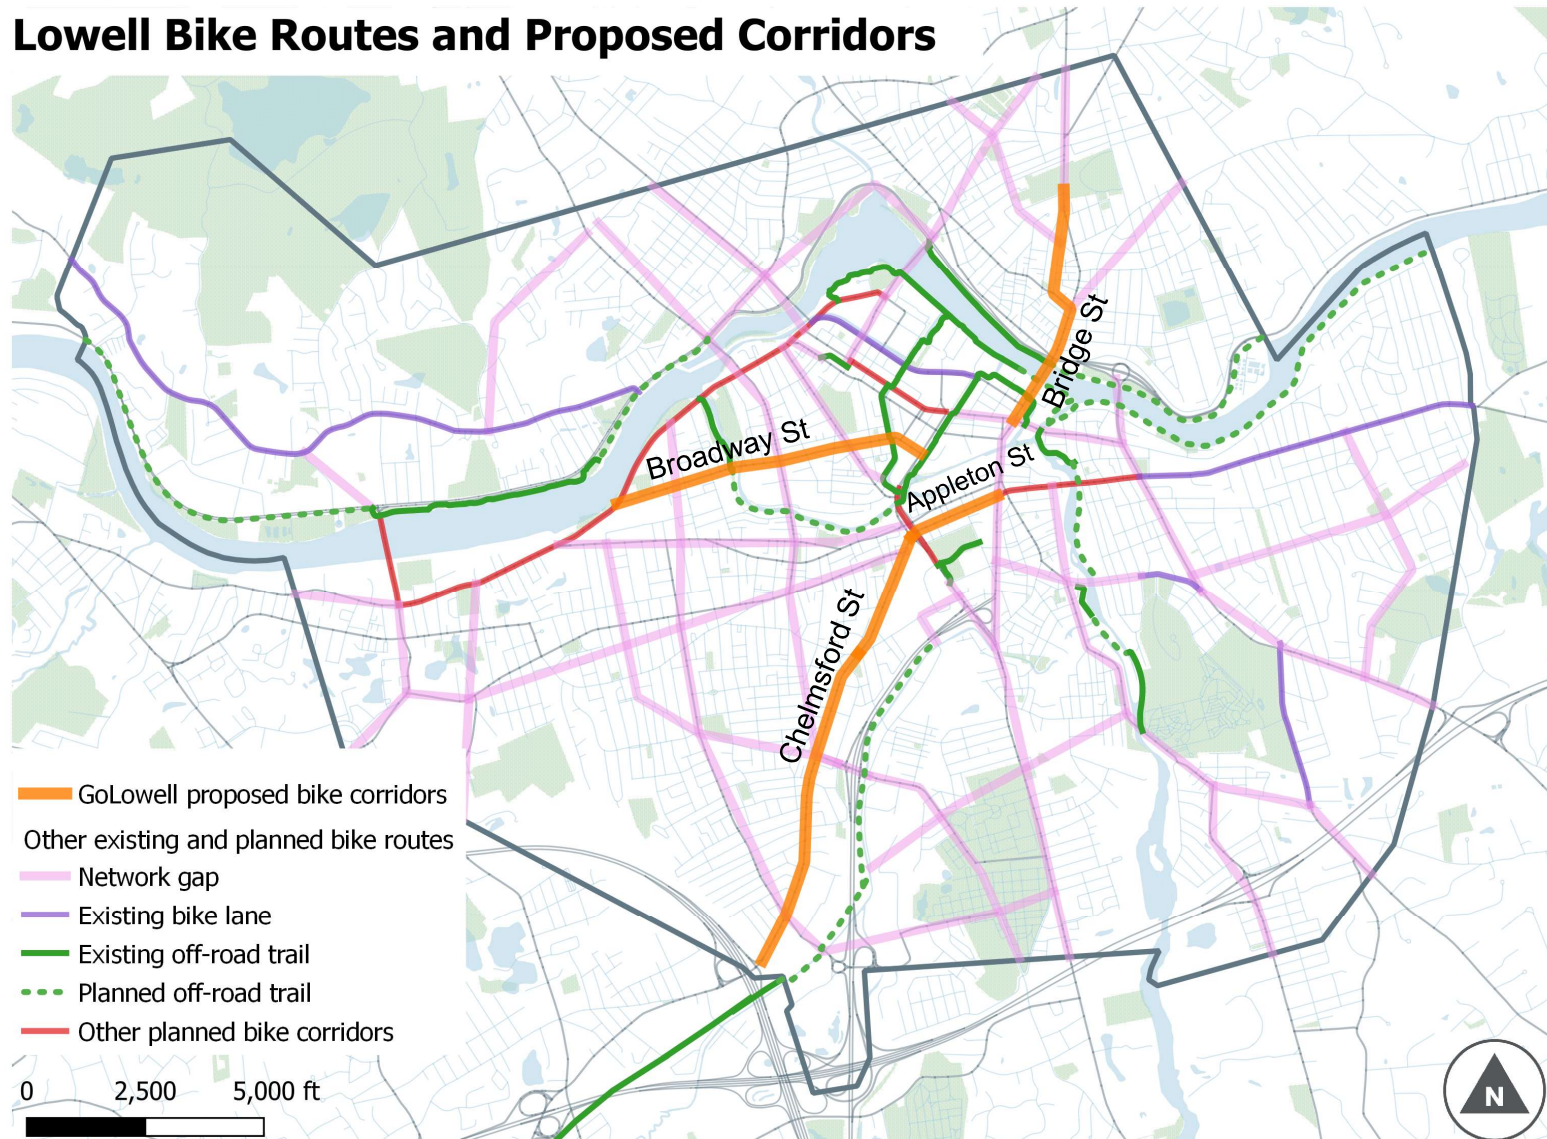 Lowell Bike Routes and Proposed Corridors
Bridge St
Broadway St
Appleton St
Chelmsford St
GoLowell proposed bike corridors
Other existing and planned bike routes
Network gap
Existing bike lane
Existing off-road trail
Planned off-road trail
Other planned bike corridors
0 2,500 5,000 ft
N